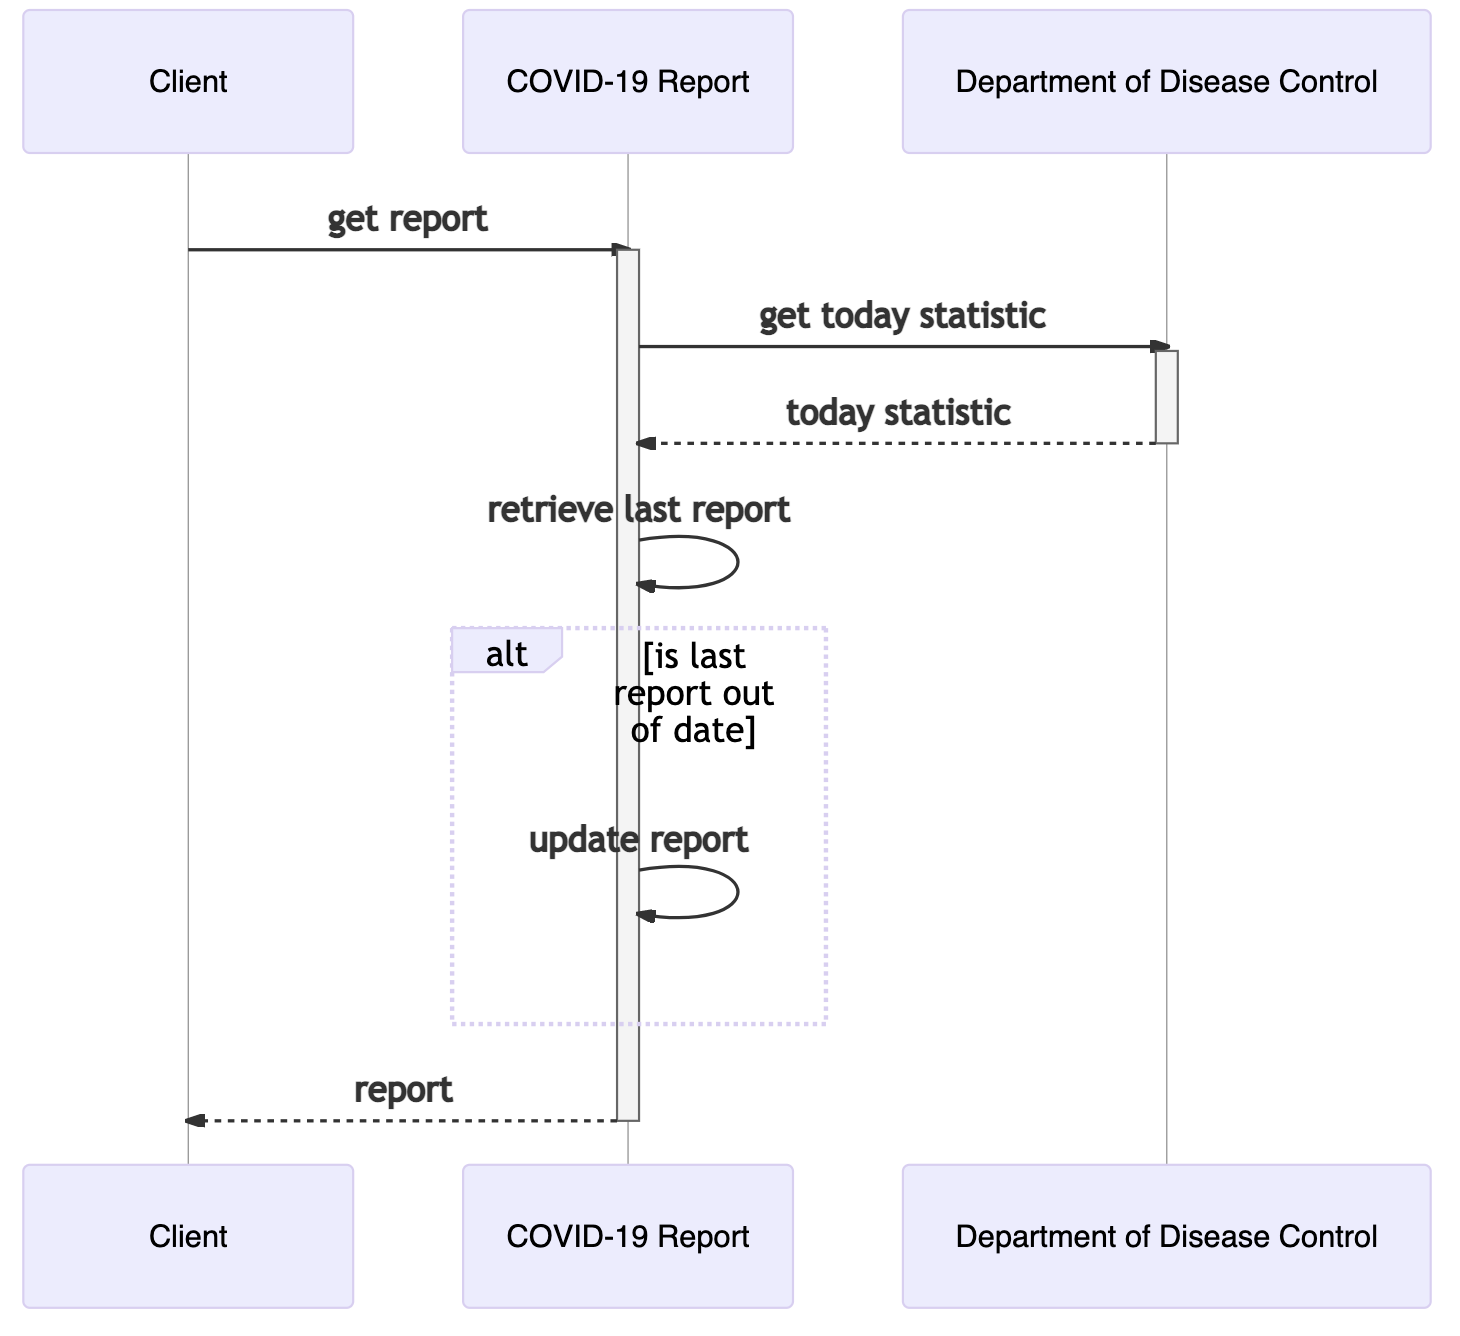 Client
COVID-19 Report
Department of Disease Control
get report
get today statistic
today statistic
retrieve last report
alt
[is last
report out
of date]
update report
report
Client
COVID-19 Report
Department of Disease Control